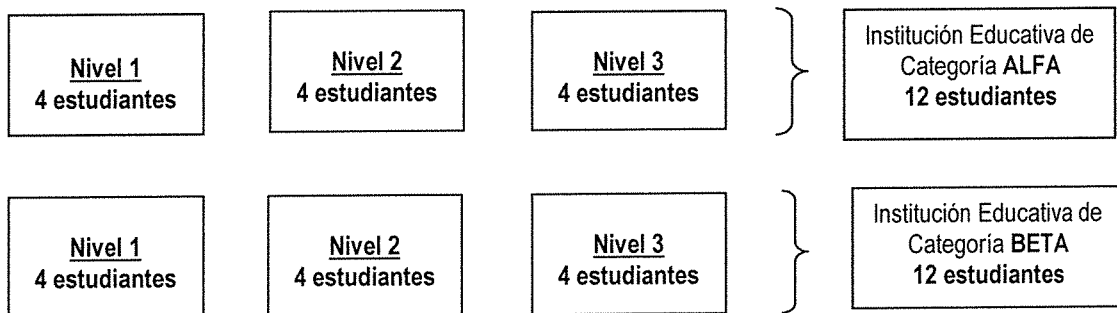 Nivel 1
4 estudiantes
Nivel 2
4 estudiantes
Nivel 3
4 estudiantes
Institución Educativa de
Categoría ALFA
12 estudiantes
Nivel 1
4 estudiantes
Nivel 2
4 estudiantes
Nivel 3
4 estudiantes
Institución Educativa de
Categoría BETA
12 estudiantes